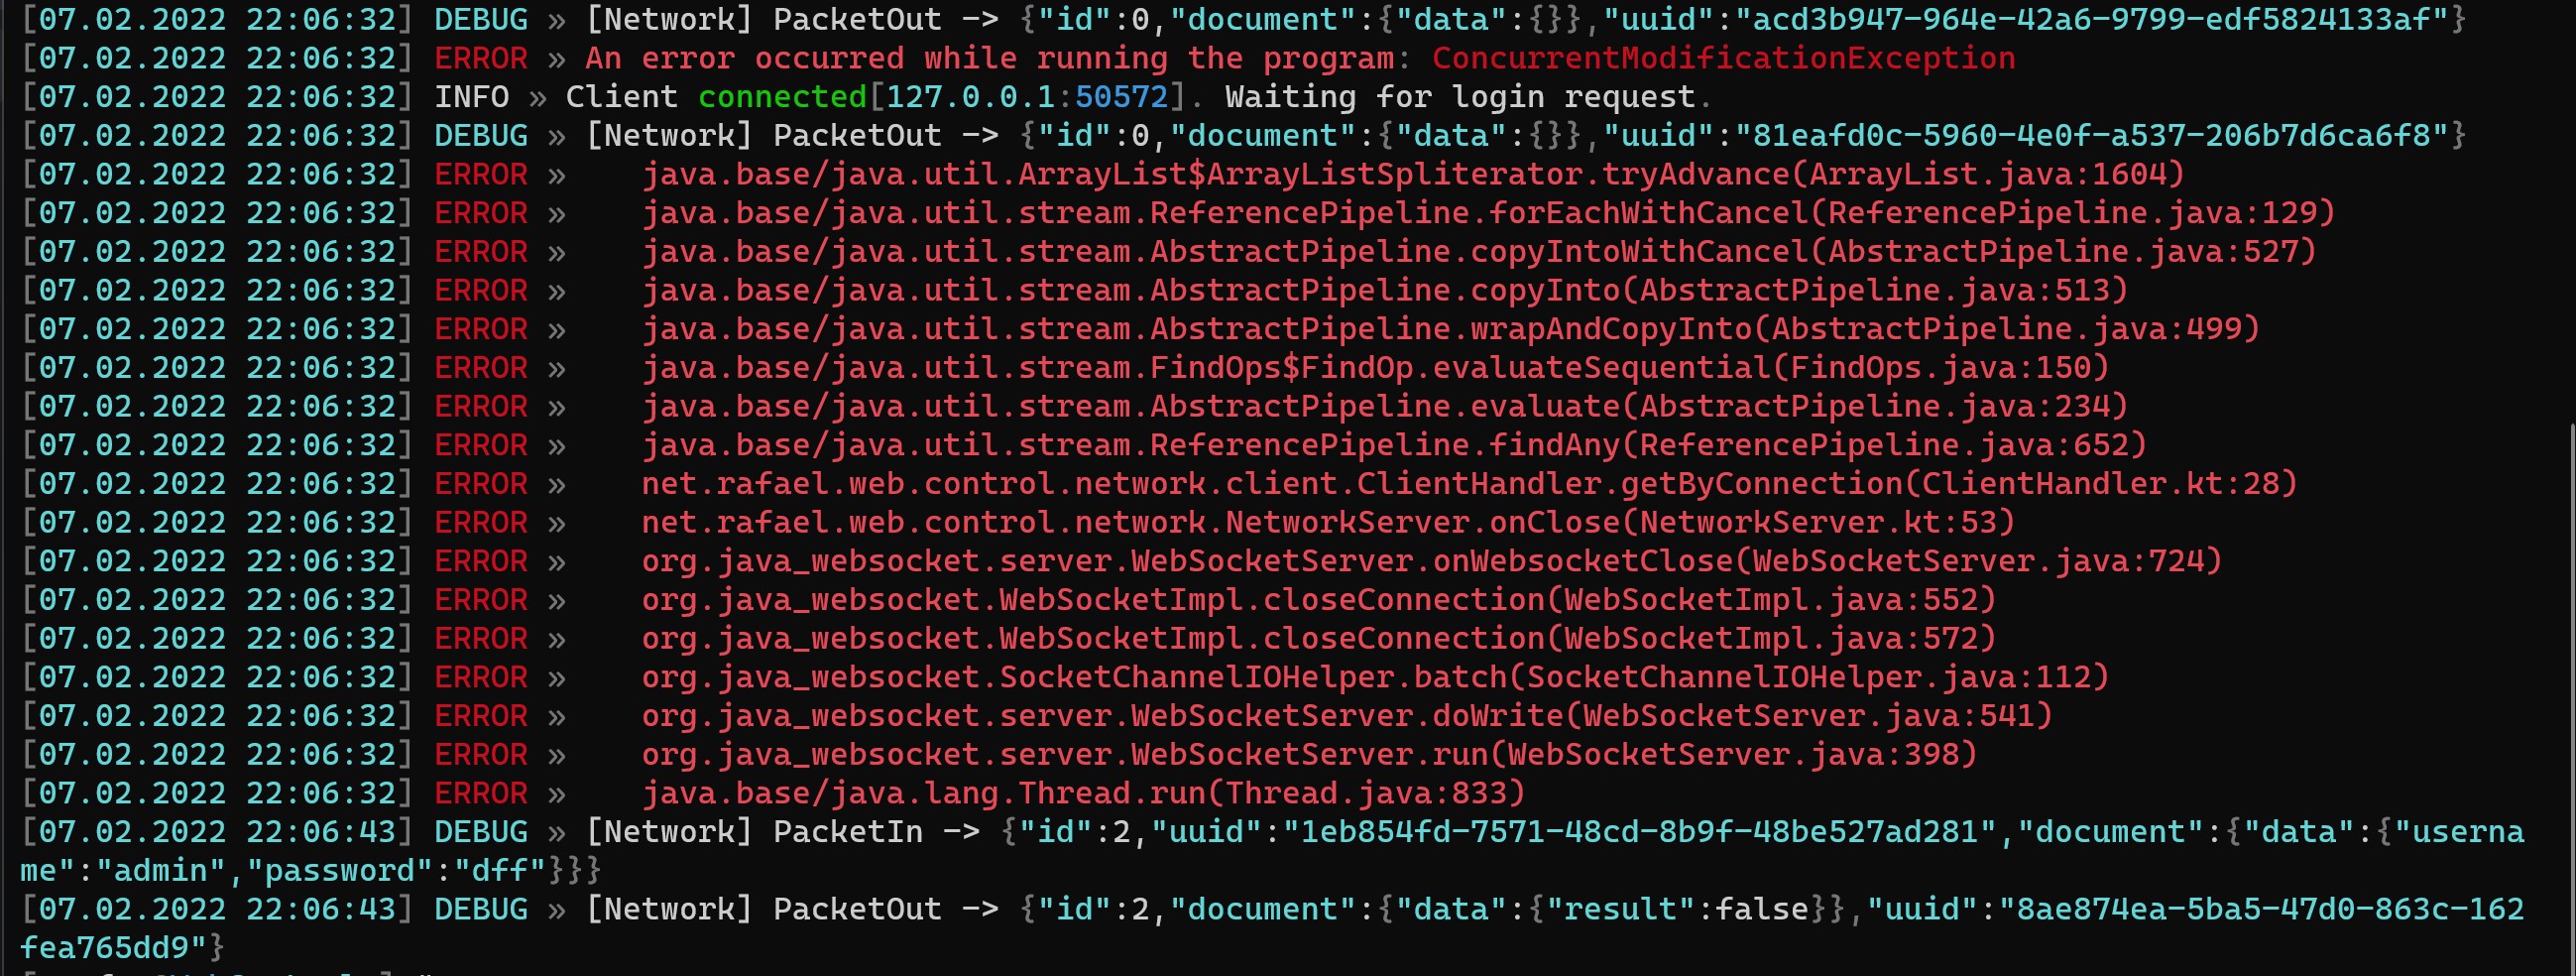 [07.02.2022 22:06:32] DEBUG » [Network] PacketOut -> {"id":0,"document":{"data":{}},"uuid":"acd3b947-964e-42a6-9799-edf5824133af"}
[07.02.2022 22:06:32] ERROR » An error occurred while running the program: ConcurrentModificationException
[07.02.2022 22:06:32] INFO » Client connected[127.0.0.1:50572]. Waiting for login request.
[07.02.2022 22:06:32] DEBUG » [Network] PacketOut -> {"id":0,"document":{"data":{}},"uuid":"81eafd0c-5960-4e0f-a537-206b7d6ca6f8"}
[07.02.2022 22:06:32] ERROR »    java.base/java.util.ArrayList$ArrayListSpliterator.tryAdvance(ArrayList.java:1604)
[07.02.2022 22:06:32] ERROR »    java.base/java.util.stream.ReferencePipeline.forEachWithCancel(ReferencePipeline.java:129)
[07.02.2022 22:06:32] ERROR »    java.base/java.util.stream.AbstractPipeline.copyIntoWithCancel(AbstractPipeline.java:527)
[07.02.2022 22:06:32] ERROR »    java.base/java.util.stream.AbstractPipeline.copyInto(AbstractPipeline.java:513)
[07.02.2022 22:06:32] ERROR »    java.base/java.util.stream.AbstractPipeline.wrapAndCopyInto(AbstractPipeline.java:499)
[07.02.2022 22:06:32] ERROR »    java.base/java.util.stream.FindOps$FindOp.evaluateSequential(FindOps.java:150)
[07.02.2022 22:06:32] ERROR »    java.base/java.util.stream.AbstractPipeline.evaluate(AbstractPipeline.java:234)
[07.02.2022 22:06:32] ERROR »    java.base/java.util.stream.ReferencePipeline.findAny(ReferencePipeline.java:652)
[07.02.2022 22:06:32] ERROR »    net.rafael.web.control.network.client.ClientHandler.getByConnection(ClientHandler.kt:28)
[07.02.2022 22:06:32] ERROR »    net.rafael.web.control.network.NetworkServer.onClose(NetworkServer.kt:53)
[07.02.2022 22:06:32] ERROR »    org.java_websocket.server.WebSocketServer.onWebsocketClose(WebSocketServer.java:724)
[07.02.2022 22:06:32] ERROR »    org.java_websocket.WebSocketImpl.closeConnection(WebSocketImpl.java:552)
[07.02.2022 22:06:32] ERROR »    org.java_websocket.WebSocketImpl.closeConnection(WebSocketImpl.java:572)
[07.02.2022 22:06:32] ERROR »    org.java_websocket.SocketChannelIOHelper.batch(SocketChannelIOHelper.java:112)
[07.02.2022 22:06:32] ERROR »    org.java_websocket.server.WebSocketServer.doWrite(WebSocketServer.java:541)
[07.02.2022 22:06:32] ERROR »    org.java_websocket.server.WebSocketServer.run(WebSocketServer.java:398)
[07.02.2022 22:06:32] ERROR »    java.base/java.lang.Thread.run(Thread.java:833)
[07.02.2022 22:06:43] DEBUG » [Network] PacketIn -> {"id":2,"uuid":"1eb854fd-7571-48cd-8b9f-48be527ad281","document":{"data":{"userna
me":"admin","password":"dff"}}}
[07.02.2022 22:06:43] DEBUG » [Network] PacketOut -> {"id":2,"document":{"data":{"result":false}},"uuid":"8ae874ea-5ba5-47d0-863c-162
fea765dd9"}